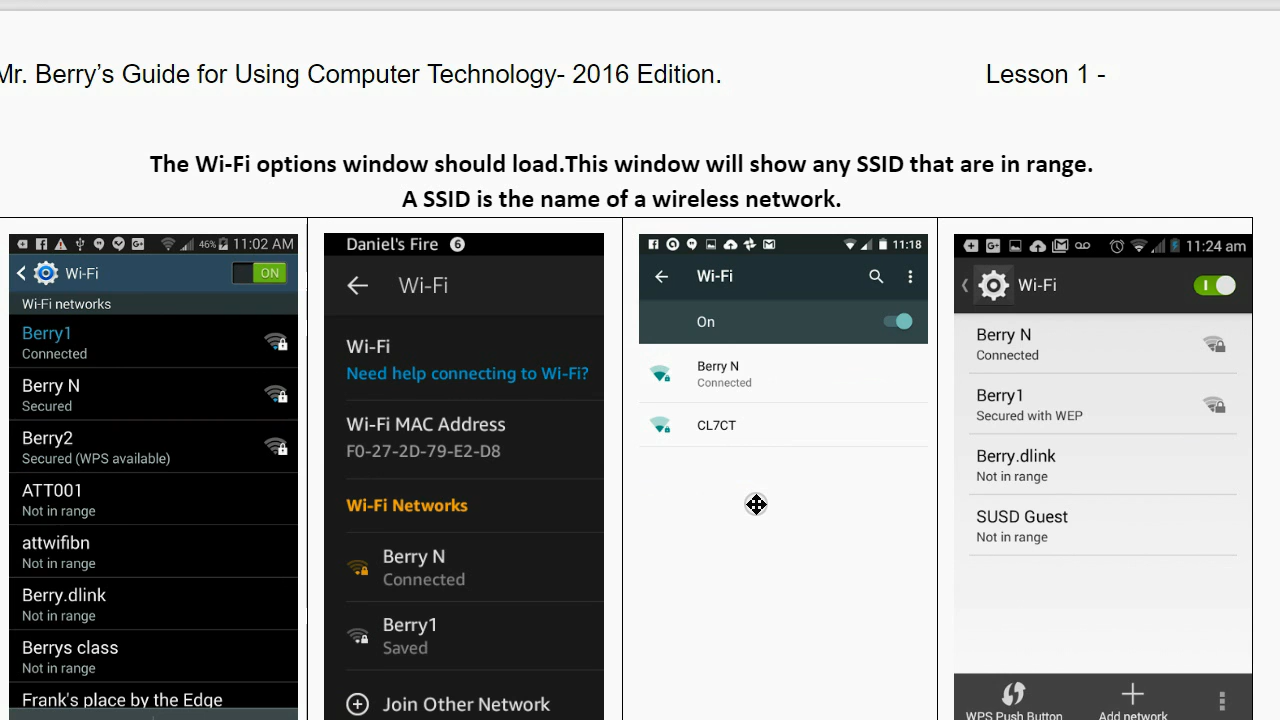 Mr. Berry's Guide for Using Computer Technology- 2016 Edition.
Lesson 1 -
The Wi-Fi options window should load.This window will show any SSID that are in range.
A SSID is the name of a wireless network.
46% 11:02 AM
Wi-Fi
ON
Wi-Fi networks
Berry1
Connected
Berry N
Secured
Berry2
Secured (WPS available)
ATT001
Not in range
attwifibn
Not in range
Berry.dlink
Not in range
Berrys class
Not in range
Frank's place by the Edge
Daniel's Fire 6
Wi-Fi
Wi-Fi
Need help connecting to Wi-Fi?
Wi-Fi MAC Address
F0-27-2D-79-E2-D8
Wi-Fi Networks
Berry N
Connected
Berry1
Saved
Join Other Network
11:18
Wi-Fi
On
Berry N
Connected
CL7CT
11:24 am
Wi-Fi
Berry N
Connected
Berry1
Secured with WEP
Berry.dlink
Not in range
SUSD Guest
Not in range
WPS Push Button
Add network